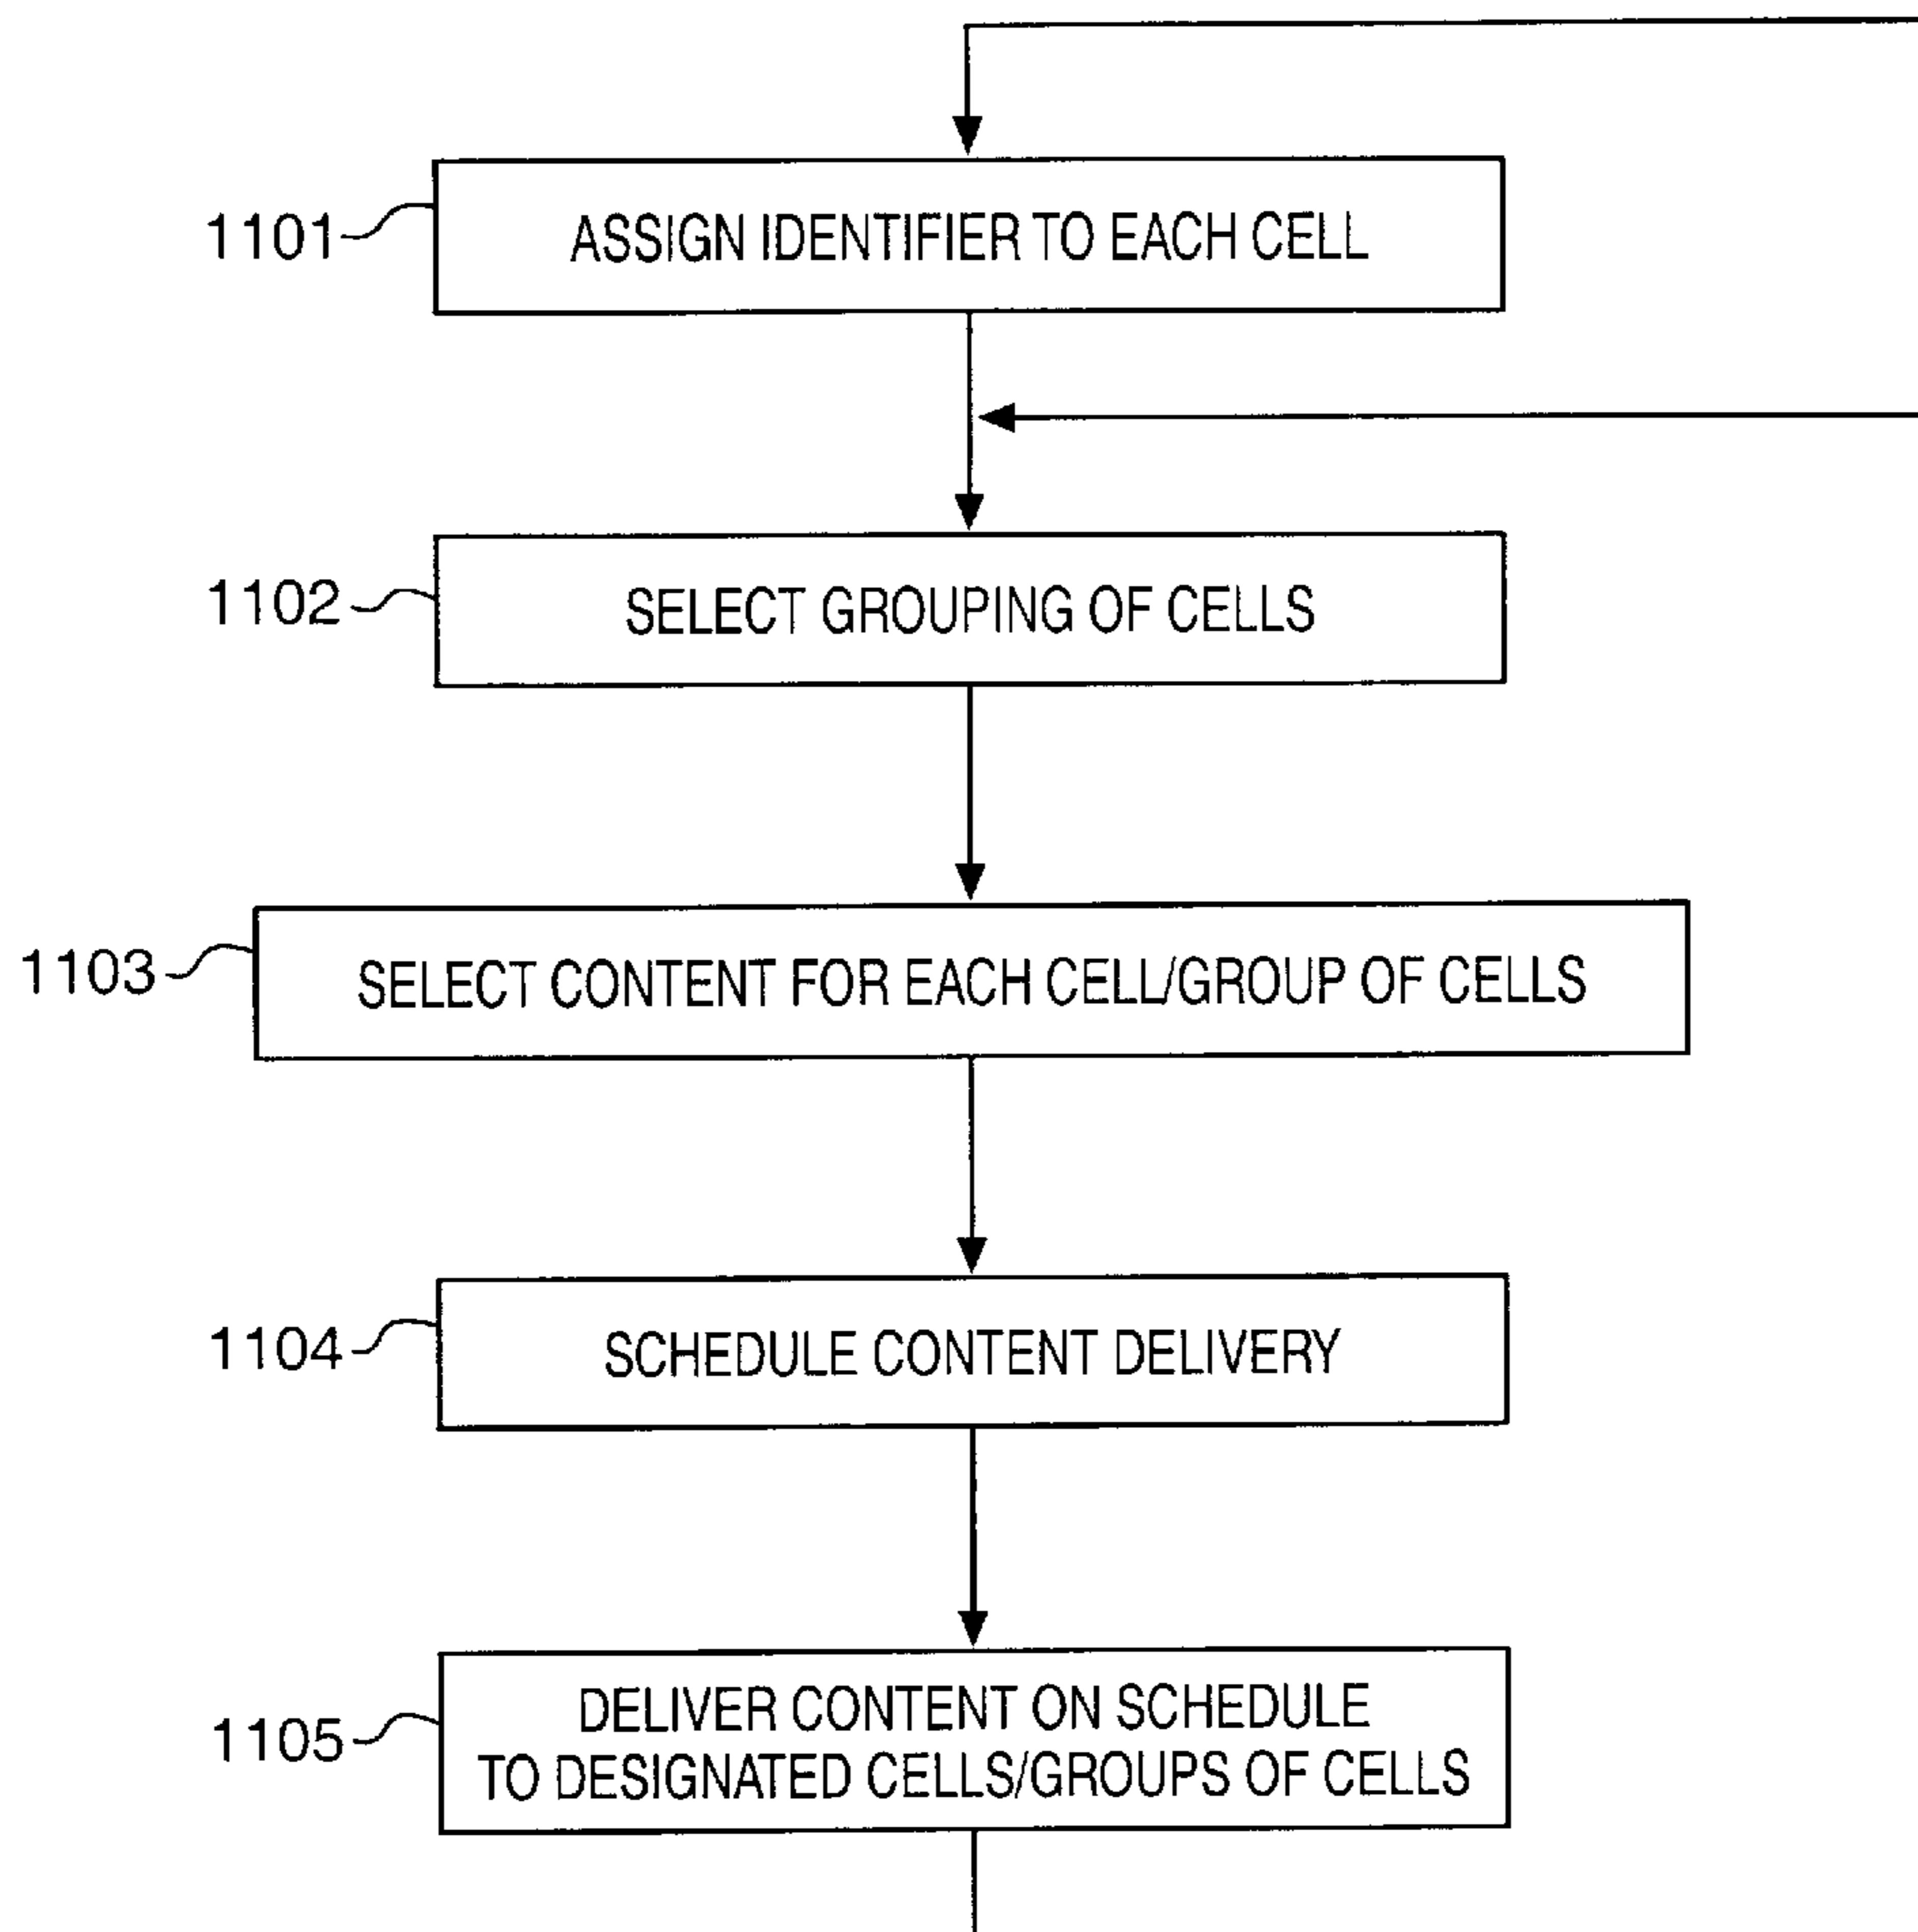 1101
ASSIGN IDENTIFIER TO EACH CELL
1102
SELECT GROUPING OF CELLS
1103
SELECT CONTENT FOR EACH CELL/GROUP OF CELLS
1104
SCHEDULE CONTENT DELIVERY
1105
DELIVER CONTENT ON SCHEDULE
TO DESIGNATED CELLS/GROUPS OF CELLS